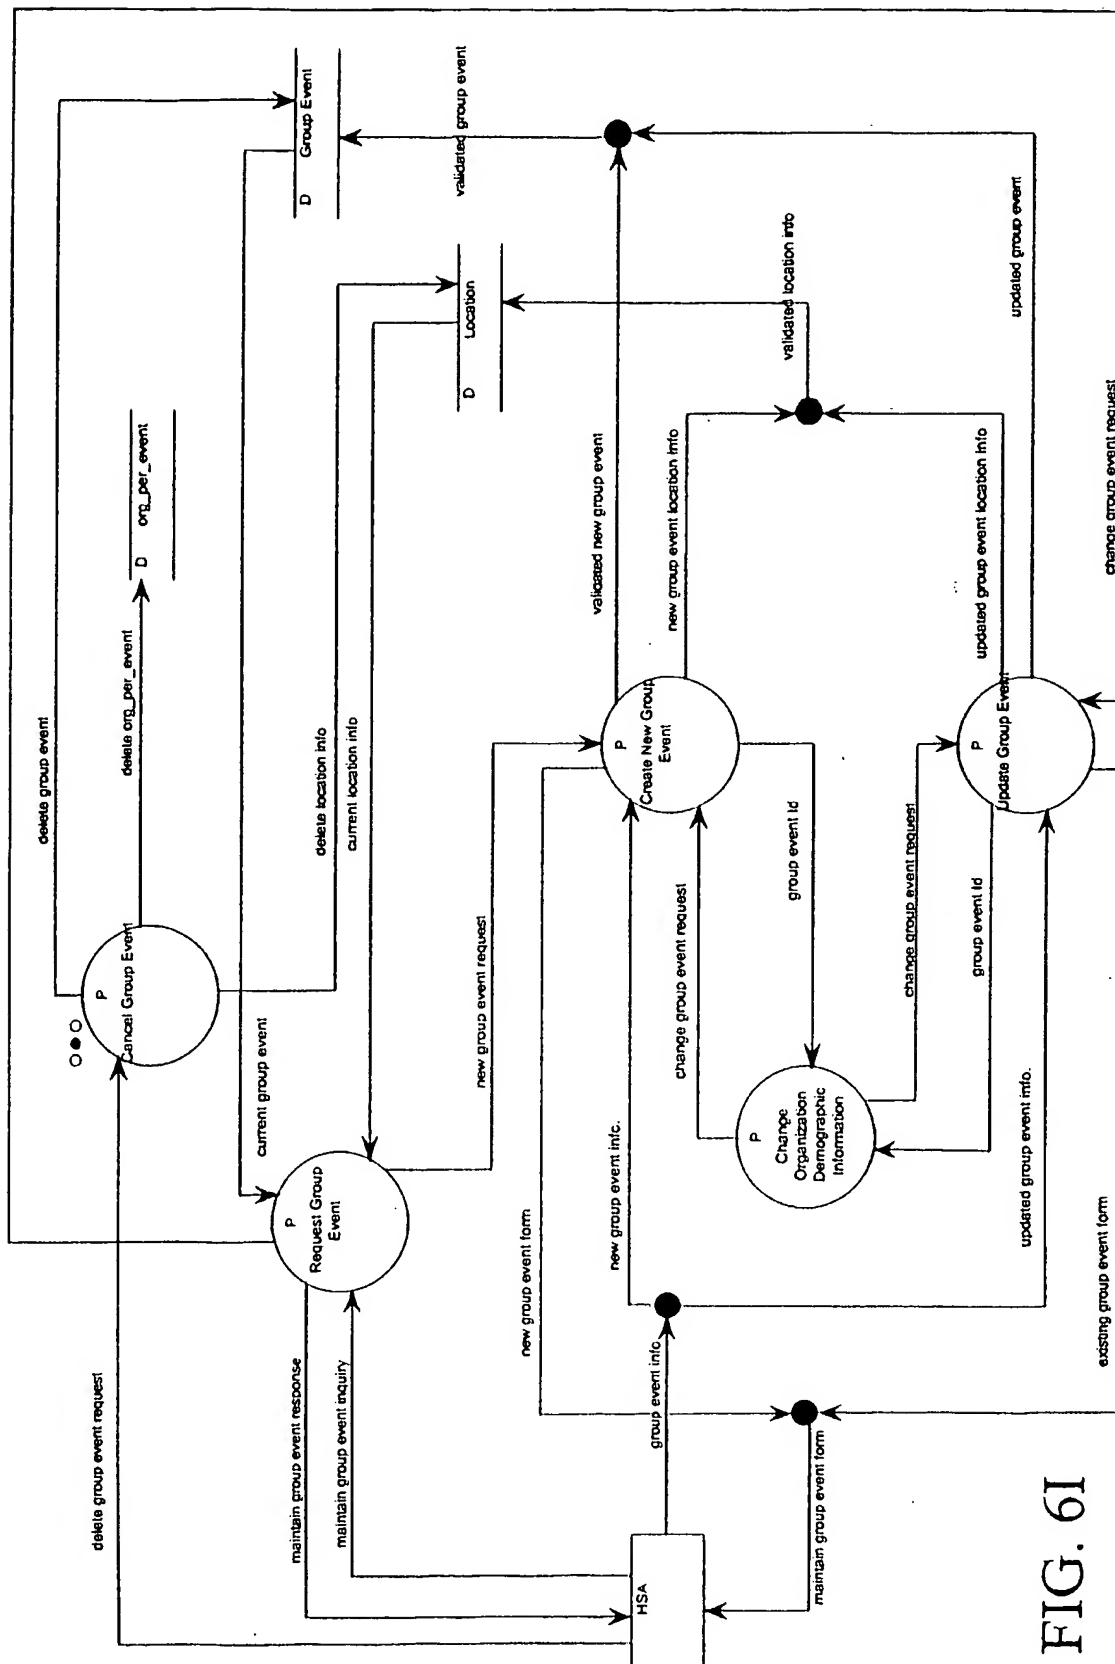 delete group event request
P
Cancel Group Event
delete group event
delete org_per_event
D org_per_event
D Group Event
delete location info
current location info
D Location
current group event
validated group event
P
Request Group
Event
maintain group event response
maintain group event inquiry
new group event request
HSA
group event info
new group event form
new group event info.
P
Create New Group
Event
validated new group event
new group event location info
validated location info
change group event request
group event id
P
Change
Organization
Demographic
Information
change group event request
group event id
maintain group event form
updated group event info.
P
Update Group Event
updated group event location info
updated group event
existing group event form
change group event request
FIG. 6I